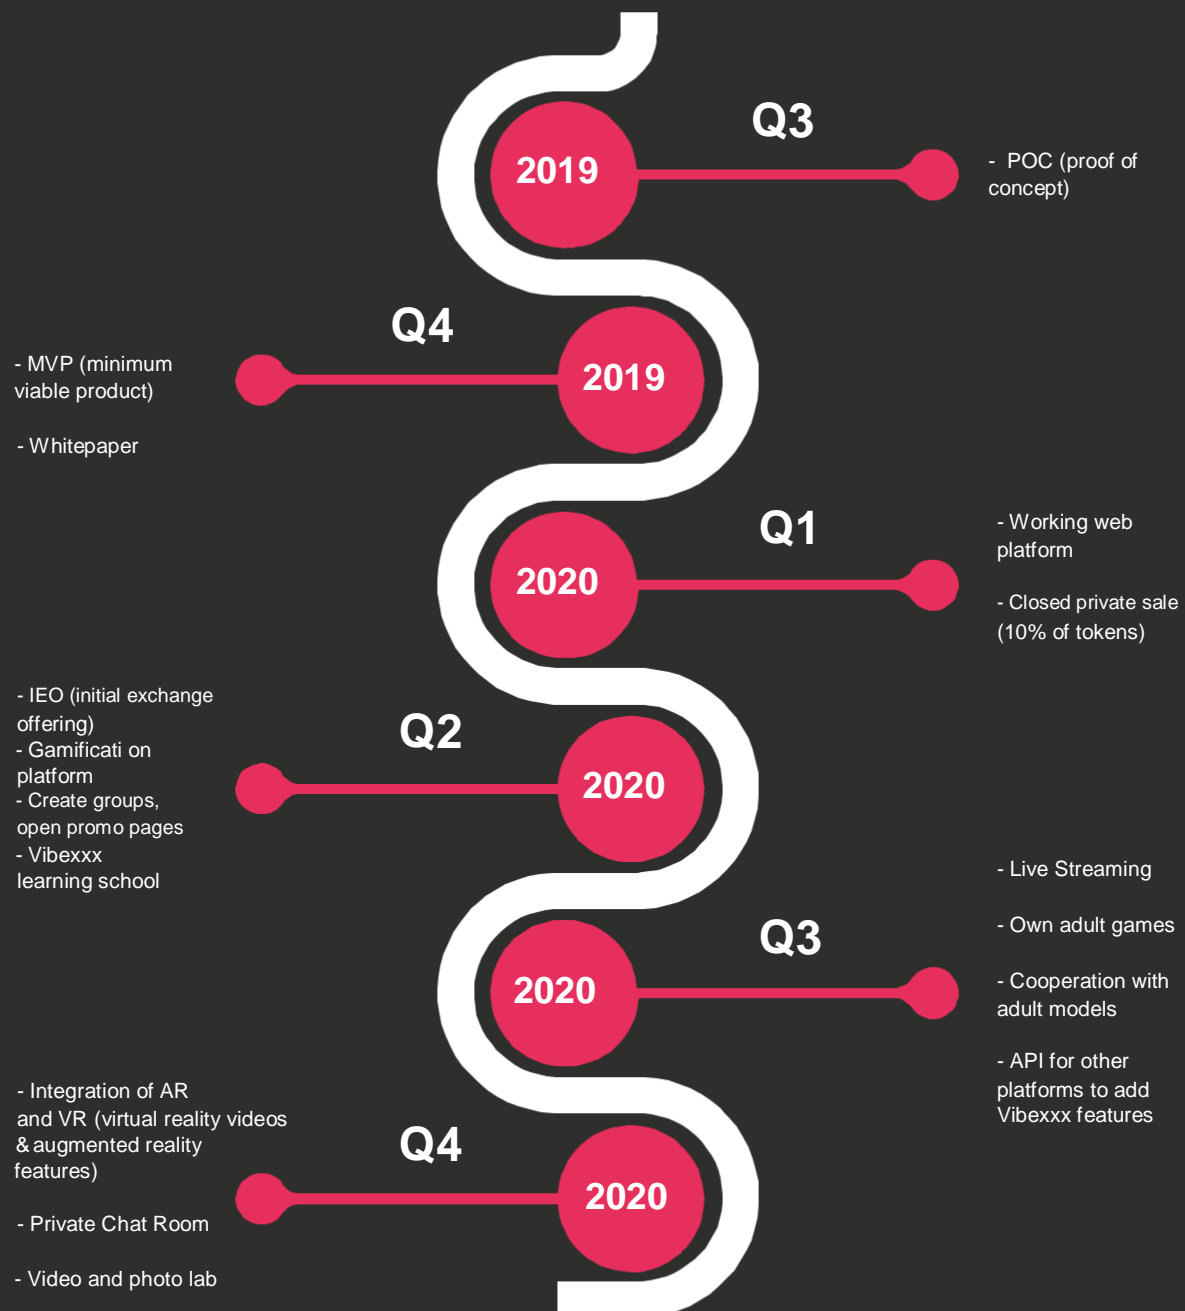 Q3
2019
- POC (proof of
concept)
Q4
2019
- MVP (minimum
viable product)
- Whitepaper
Q1
2020
- Working web
platform
- Closed private sale
(10% of tokens)
Q2
2020
- IEO (initial exchange
offering)
- Gamificati on
platform
- Create groups,
open promo pages
- Vibexxx
learning school
Q3
2020
- Live Streaming
- Own adult games
- Cooperation with
adult models
- API for other
platforms to add
Vibexxx features
Q4
2020
- Integration of AR
and VR (virtual reality videos
& augmented reality
features)
- Private Chat Room
- Video and photo lab